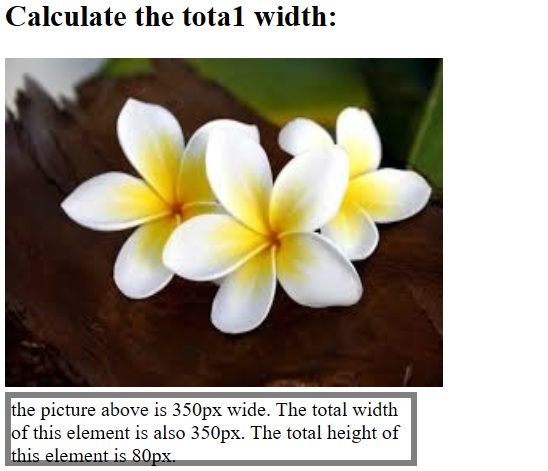 Calculate the tota1 width:
the picture above is 350px wide. The total width
of this element is also 350px. The total height of
this element is 80px.